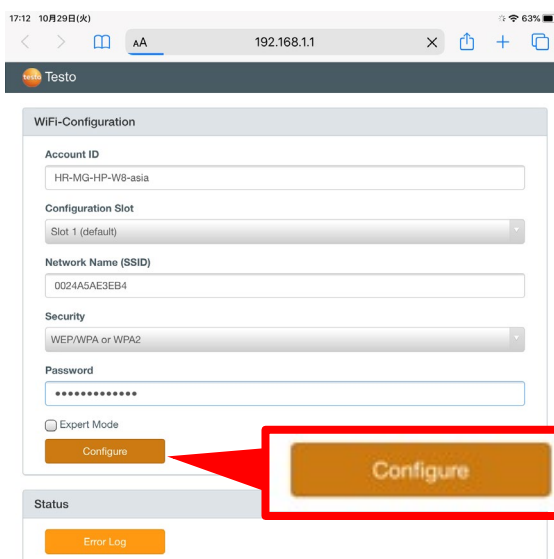 17:12 10月29日(火)
63%
AA
192.168.1.1
testo Testo
WiFi-Configuration
Account ID
HR-MG-HP-W8-asia
Configuration Slot
Slot 1 (default)
Network Name (SSID)
0024A5AE3EB4
Security
WEP/WPA or WPA2
Password
•••••••••••••
Expert Mode
Configure
Configure
Status
Error Log